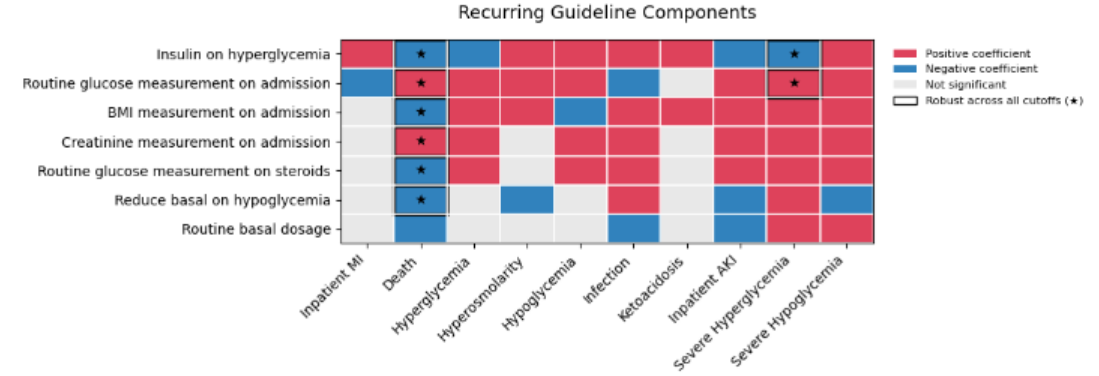 Recurring Guideline Components
Insulin on hyperglycemia
Routine glucose measurement on admission
BMI measurement on admission
Creatinine measurement on admission
Routine glucose measurement on steroids
Reduce basal on hypoglycemia
Routine basal dosage
Inpatient MI
Death
Hyperglycemia
Hyperosmolarity
Hypoglycemia
Infection
Ketoacidosis
Inpatient AKI
Severe Hyperglycemia
Severe Hypoglycemia
Positive coefficient
Negative coefficient
Not significant
Robust across all cutoffs (★)